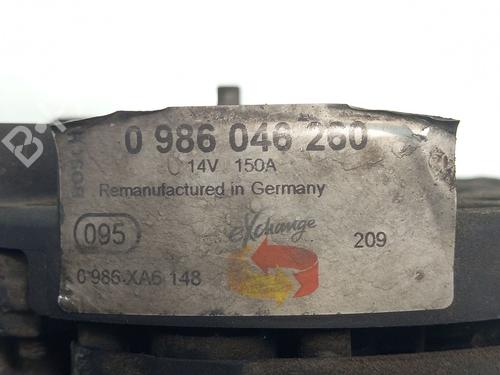 0 986 046 260
14V 150A
Remanufactured in Germany
eXchange
095
209
0 986 XA6 148